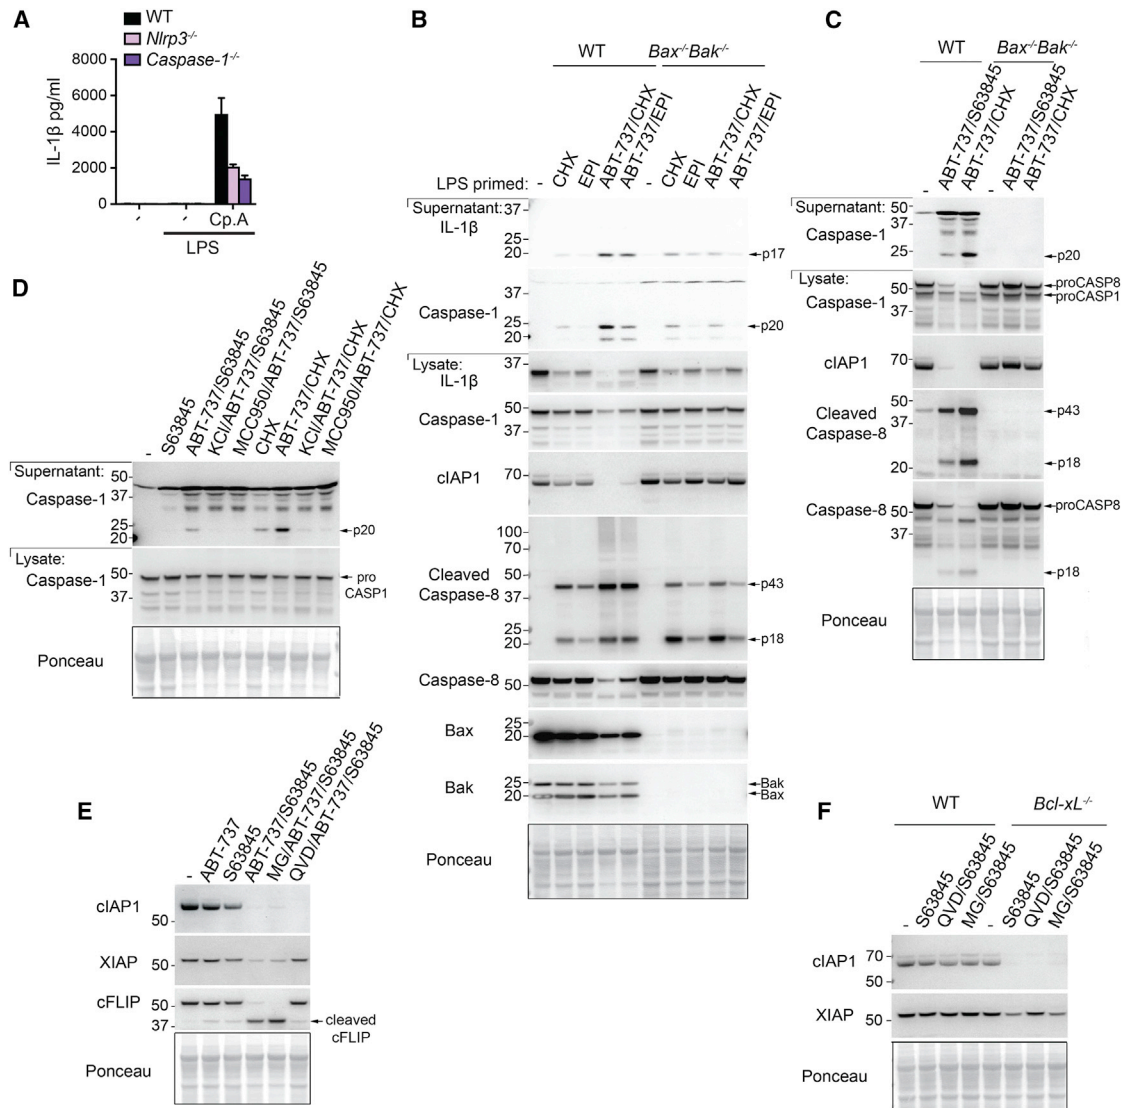 A
WT
Nlrp3-/-
Caspase-1-/-
IL-1β pg/ml
8000
6000
4000
2000
0
-
-
Cp.A
LPS
B
WT
Bax-/-Bak-/-
LPS primed:
-
CHX
EPI
ABT-737/CHX
ABT-737/EPI
-
CHX
EPI
ABT-737/CHX
ABT-737/EPI
Supernatant:
IL-1β
37
25
20
p17
Caspase-1
37
25
20
p20
Lysate:
IL-1β
37
Caspase-1
50
37
cIAP1
70
Cleaved
Caspase-8
100
70
50
37
25
20
p43
p18
Caspase-8
50
Bax
25
20
Bak
25
20
Bak
Bax
Ponceau
C
WT
Bax-/-Bak-/-
-
ABT-737/S63845
ABT-737/CHX
-
ABT-737/S63845
ABT-737/CHX
Supernatant:
Caspase-1
50
37
25
p20
Lysate:
Caspase-1
50
37
proCASP8
proCASP1
cIAP1
70
Cleaved
Caspase-8
50
37
20
p43
p18
Caspase-8
50
37
proCASP8
p18
Ponceau
D
-
S63845
ABT-737/S63845
KCl/ABT-737/S63845
MCC950/ABT-737/S63845
CHX
ABT-737/CHX
KCl/ABT-737/CHX
MCC950/ABT-737/CHX
Supernatant:
Caspase-1
50
37
25
20
p20
Lysate:
Caspase-1
50
37
pro
CASP1
Ponceau
E
-
ABT-737
S63845
ABT-737/S63845
MG/ABT-737/S63845
QVD/ABT-737/S63845
cIAP1
50
XIAP
50
cFLIP
50
37
cleaved
cFLIP
Ponceau
F
WT
Bcl-xL-/-
-
S63845
QVD/S63845
MG/S63845
-
S63845
QVD/S63845
MG/S63845
cIAP1
70
50
XIAP
50
Ponceau